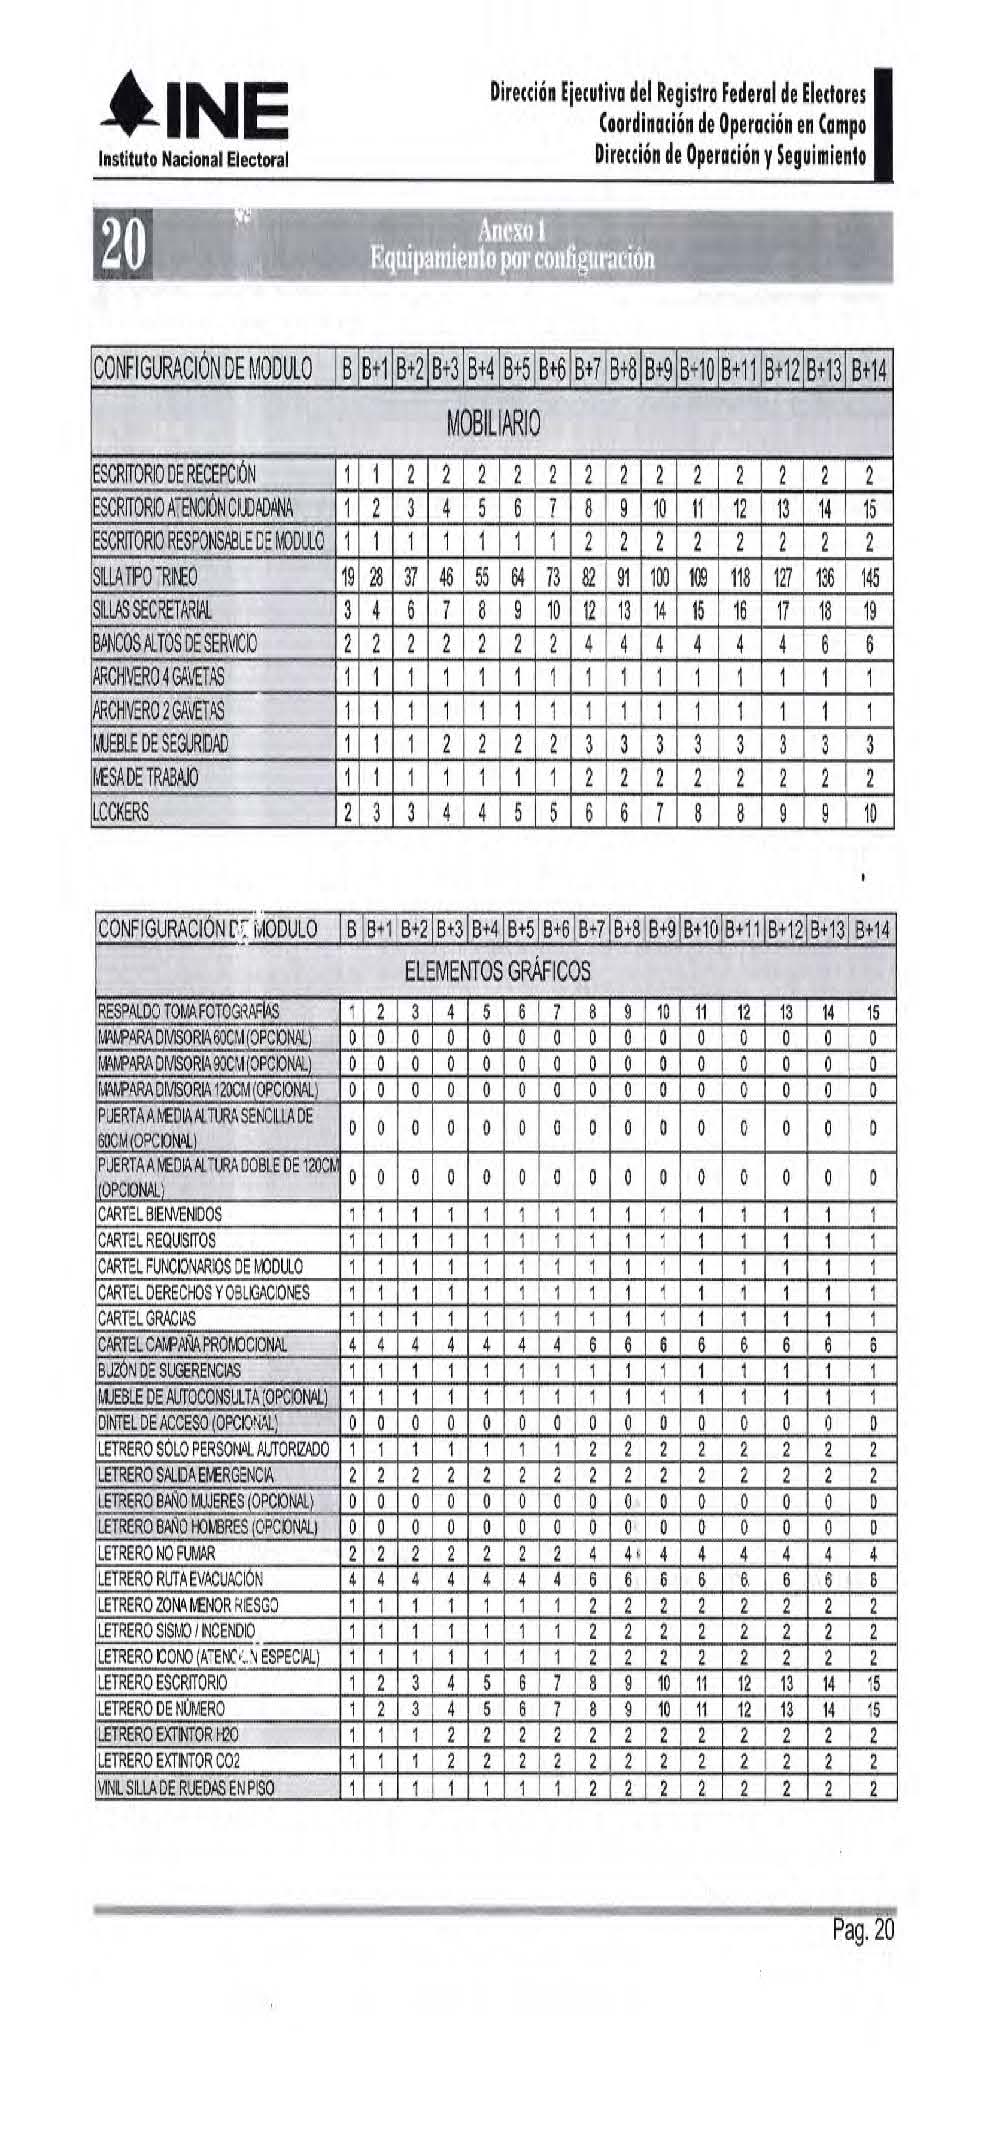 INE
Instituto Nacional Electoral
Dirección Ejecutiva del Registro Federal de Electores
Coordinación de Operación en Campo
Dirección de Operación y Seguimiento
20
Anexo 1
Equipamiento por configuración
CONFIGURACIÓN DE MODULO B B+1 B+2 B+3 B+4 B+5 B+6 B+7 B+8 B+9 B+10 B+11 B+12 B+13 B+14
MOBILIARIO
ESCRITORIO DE RECEPCIÓN 1 1 2 2 2 2 2 2 2 2 2 2 2 2 2
ESCRITORIO ATENCIÓN CIUDADANA 1 2 3 4 5 6 7 8 9 10 11 12 13 14 15
ESCRITORIO RESPONSABLE DE MODULO 1 1 1 1 1 1 1 2 2 2 2 2 2 2 2
SILLA TIPO TRINEO 19 28 37 46 55 64 73 82 91 100 109 118 127 136 145
SILLAS SECRETARIAL 3 4 6 7 8 9 10 12 13 14 15 16 17 18 19
BANCOS ALTOS DE SERVICIO 2 2 2 2 2 2 2 4 4 4 4 4 4 6 6
ARCHIVERO 4 GAVETAS 1 1 1 1 1 1 1 1 1 1 1 1 1 1 1
ARCHIVERO 2 GAVETAS 1 1 1 1 1 1 1 1 1 1 1 1 1 1 1
MUEBLE DE SEGURIDAD 1 1 1 2 2 2 2 3 3 3 3 3 3 3 3
MESA DE TRABAJO 1 1 1 1 1 1 1 2 2 2 2 2 2 2 2
LOCKERS 2 3 3 4 4 5 5 6 6 7 8 8 9 9 10
CONFIGURACIÓN DE MODULO B B+1 B+2 B+3 B+4 B+5 B+6 B+7 B+8 B+9 B+10 B+11 B+12 B+13 B+14
ELEMENTOS GRÁFICOS
RESPALDO TOMA FOTOGRAFÍAS 1 2 3 4 5 6 7 8 9 10 11 12 13 14 15
MAMPARA DIVISORIA 60CM (OPCIONAL) 0 0 0 0 0 0 0 0 0 0 0 0 0 0 0
MAMPARA DIVISORIA 90CM (OPCIONAL) 0 0 0 0 0 0 0 0 0 0 0 0 0 0 0
MAMPARA DIVISORIA 120CM (OPCIONAL) 0 0 0 0 0 0 0 0 0 0 0 0 0 0 0
PUERTA A MEDIA ALTURA SENCILLA DE
60CM (OPCIONAL) 0 0 0 0 0 0 0 0 0 0 0 0 0 0 0
PUERTA A MEDIA ALTURA DOBLE DE 120CM
(OPCIONAL) 0 0 0 0 0 0 0 0 0 0 0 0 0 0 0
CARTEL BIENVENIDOS 1 1 1 1 1 1 1 1 1 1 1 1 1 1 1
CARTEL REQUISITOS 1 1 1 1 1 1 1 1 1 1 1 1 1 1 1
CARTEL FUNCIONARIOS DE MODULO 1 1 1 1 1 1 1 1 1 1 1 1 1 1 1
CARTEL DERECHOS Y OBLIGACIONES 1 1 1 1 1 1 1 1 1 1 1 1 1 1 1
CARTEL GRACIAS 1 1 1 1 1 1 1 1 1 1 1 1 1 1 1
CARTEL CAMPAÑA PROMOCIONAL 4 4 4 4 4 4 4 6 6 6 6 6 6 6 6
BUZÓN DE SUGERENCIAS 1 1 1 1 1 1 1 1 1 1 1 1 1 1 1
MUEBLE DE AUTOCONSULTA (OPCIONAL) 1 1 1 1 1 1 1 1 1 1 1 1 1 1 1
DINTEL DE ACCESO (OPCIONAL) 0 0 0 0 0 0 0 0 0 0 0 0 0 0 0
LETRERO SÓLO PERSONAL AUTORIZADO 1 1 1 1 1 1 1 2 2 2 2 2 2 2 2
LETRERO SALIDA EMERGENCIA 2 2 2 2 2 2 2 2 2 2 2 2 2 2 2
LETRERO BAÑO MUJERES (OPCIONAL) 0 0 0 0 0 0 0 0 0 0 0 0 0 0 0
LETRERO BAÑO HOMBRES (OPCIONAL) 0 0 0 0 0 0 0 0 0 0 0 0 0 0 0
LETRERO NO FUMAR 2 2 2 2 2 2 2 4 4 4 4 4 4 4 4
LETRERO RUTA EVACUACIÓN 4 4 4 4 4 4 4 6 6 6 6 6 6 6 6
LETRERO ZONA MENOR RIESGO 1 1 1 1 1 1 1 2 2 2 2 2 2 2 2
LETRERO SISMO / INCENDIO 1 1 1 1 1 1 1 2 2 2 2 2 2 2 2
LETRERO ICONO (ATENCIÓN ESPECIAL) 1 1 1 1 1 1 1 2 2 2 2 2 2 2 2
LETRERO ESCRITORIO 1 2 3 4 5 6 7 8 9 10 11 12 13 14 15
LETRERO DE NÚMERO 1 2 3 4 5 6 7 8 9 10 11 12 13 14 15
LETRERO EXTINTOR H2O 1 1 1 2 2 2 2 2 2 2 2 2 2 2 2
LETRERO EXTINTOR CO2 1 1 1 2 2 2 2 2 2 2 2 2 2 2 2
VINIL SILLA DE RUEDAS EN PISO 1 1 1 1 1 1 1 2 2 2 2 2 2 2 2
Pag. 20